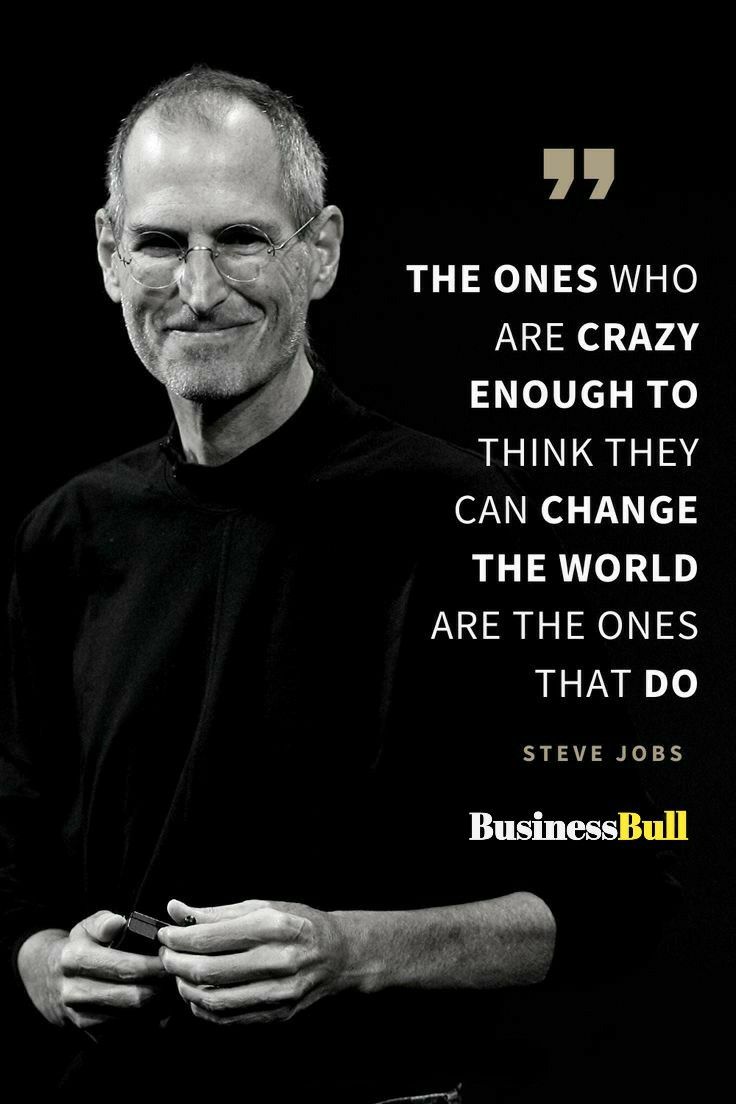 ”
THE ONES WHO
ARE CRAZY
ENOUGH TO
THINK THEY
CAN CHANGE
THE WORLD
ARE THE ONES
THAT DO
STEVE JOBS
BusinessBull